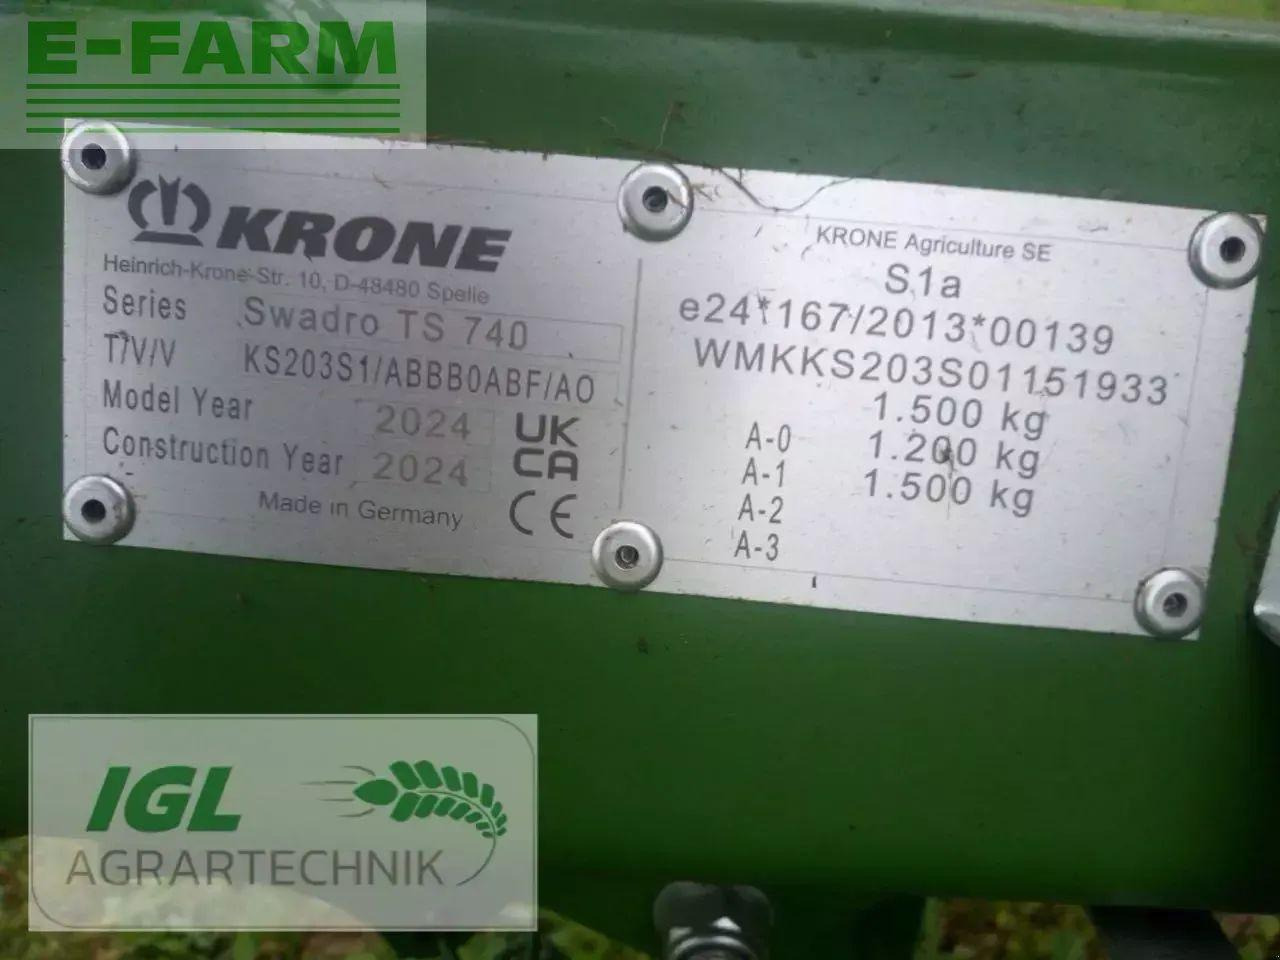 E-FARM
KRONE
Heinrich-Krone-Str. 10, D-48480 Spelle
Series Swadro TS 740
T/V/V KS203S1/ABBB0ABF/AO
Model Year 2024
Construction Year 2024
UK
CA
Made in Germany
CE
KRONE Agriculture SE
S1a
e24*167/2013*00139
WMKKS203S01151933
1.500 kg
A-0 1.200 kg
A-1 1.500 kg
A-2
A-3
IGL
AGRARTECHNIK